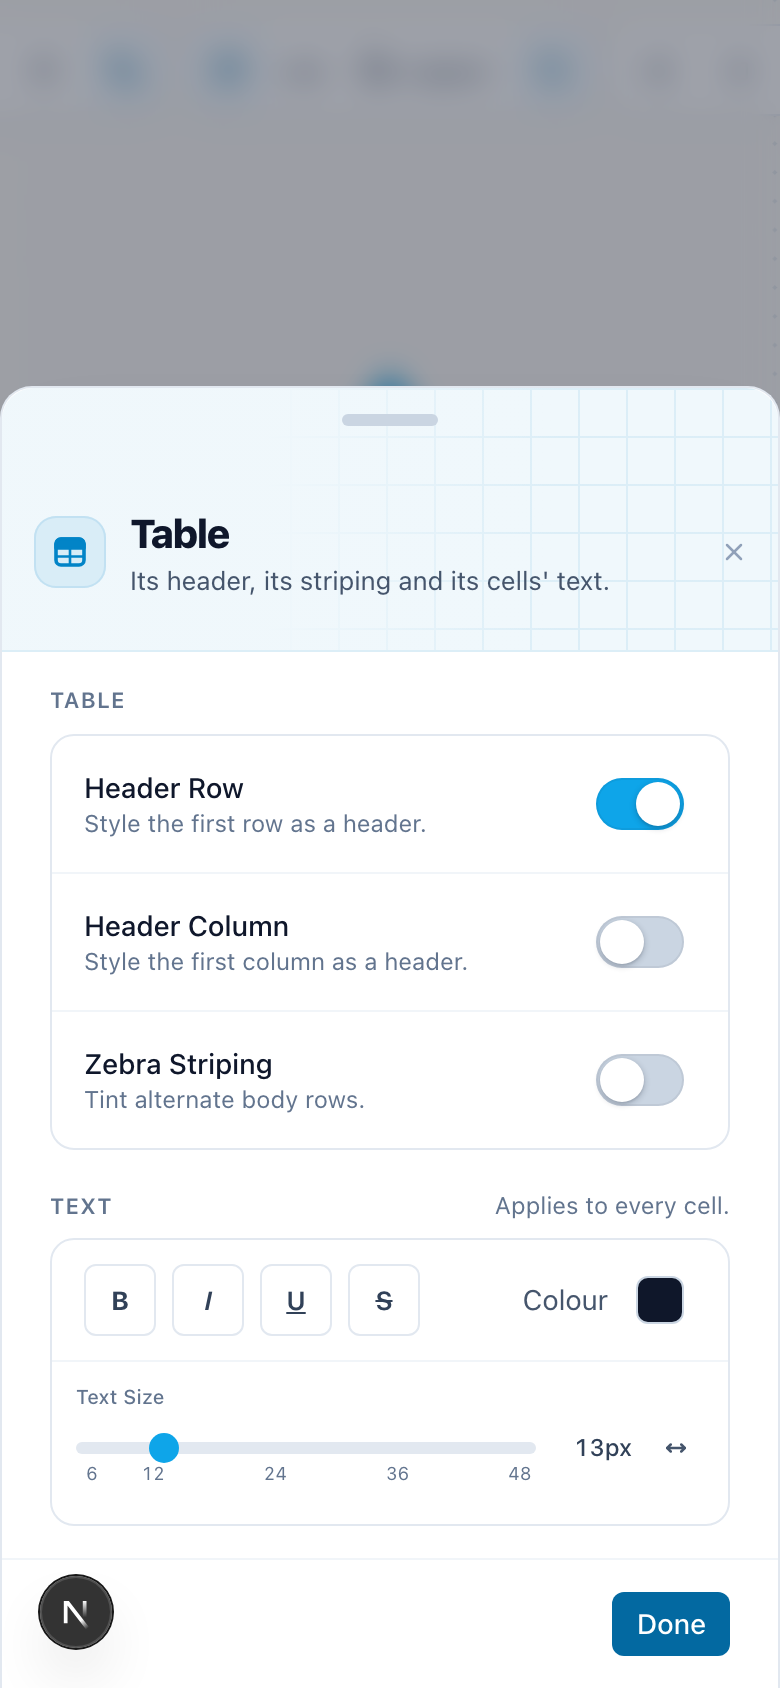 Table
Its header, its striping and its cells' text.
TABLE
Header Row
Style the first row as a header.
Header Column
Style the first column as a header.
Zebra Striping
Tint alternate body rows.
TEXT
Applies to every cell.
B I U S
Colour
Text Size
13px
6 12 24 36 48
N
Done